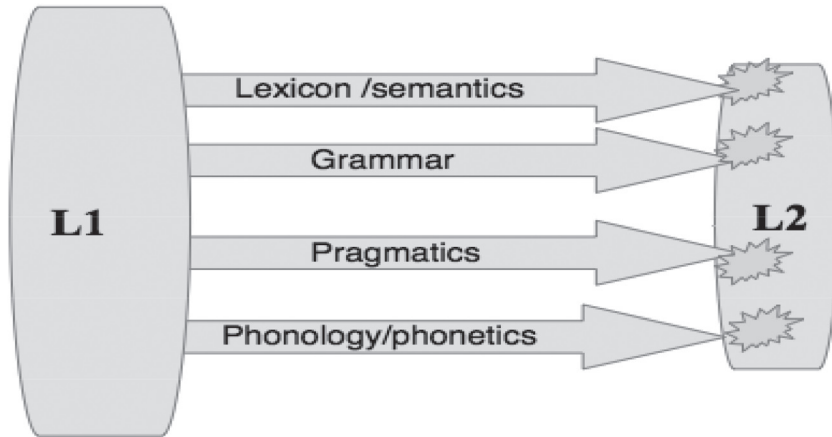 Lexicon /semantics
Grammar
L1
L2
Pragmatics
Phonology/phonetics